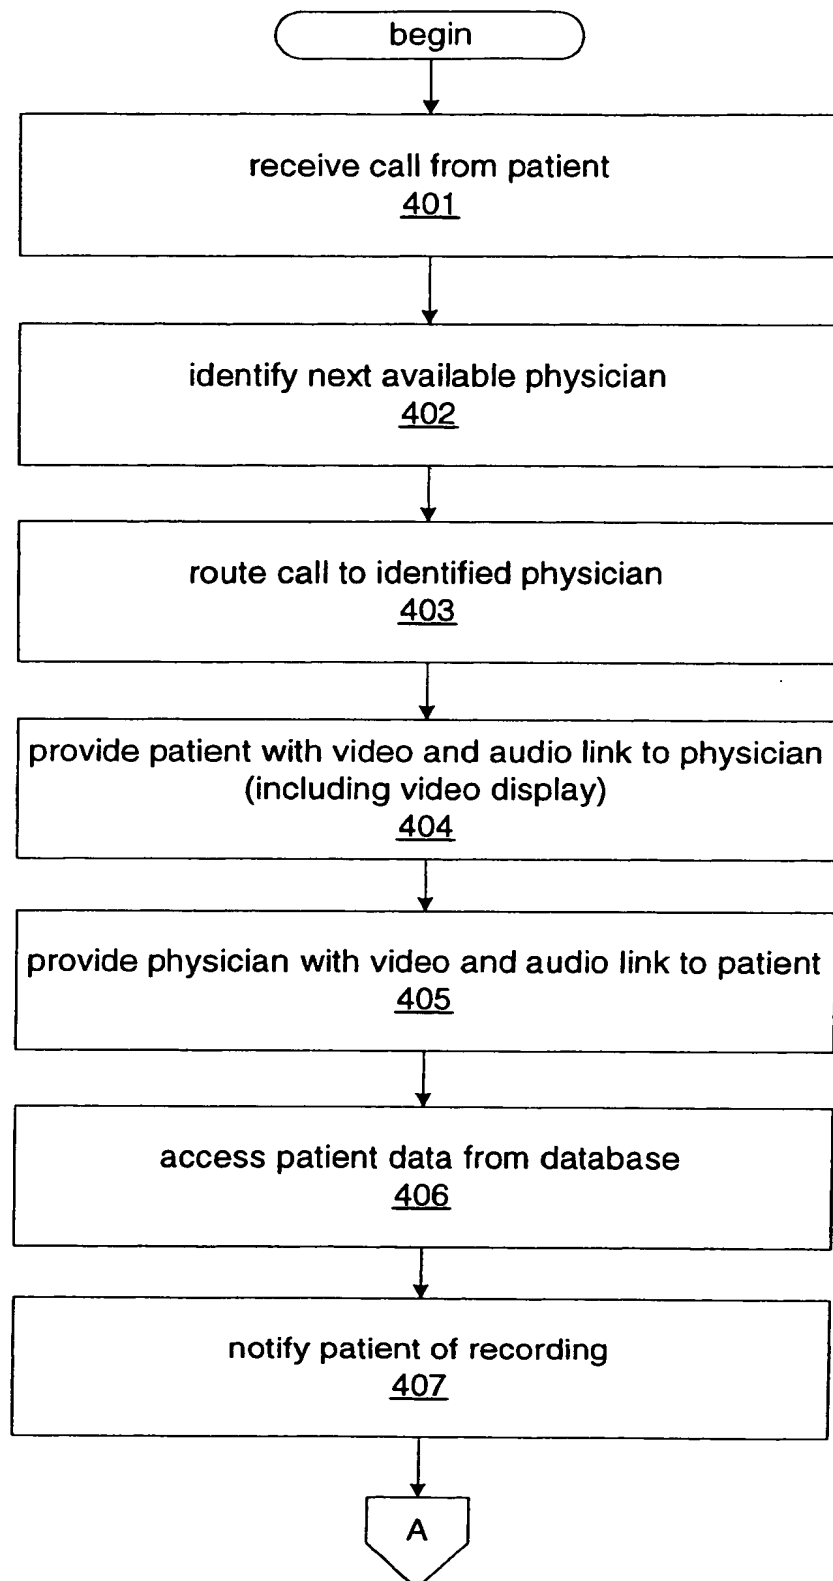 begin
receive call from patient
401
identify next available physician
402
route call to identified physician
403
provide patient with video and audio link to physician
(including video display)
404
provide physician with video and audio link to patient
405
access patient data from database
406
notify patient of recording
407
A